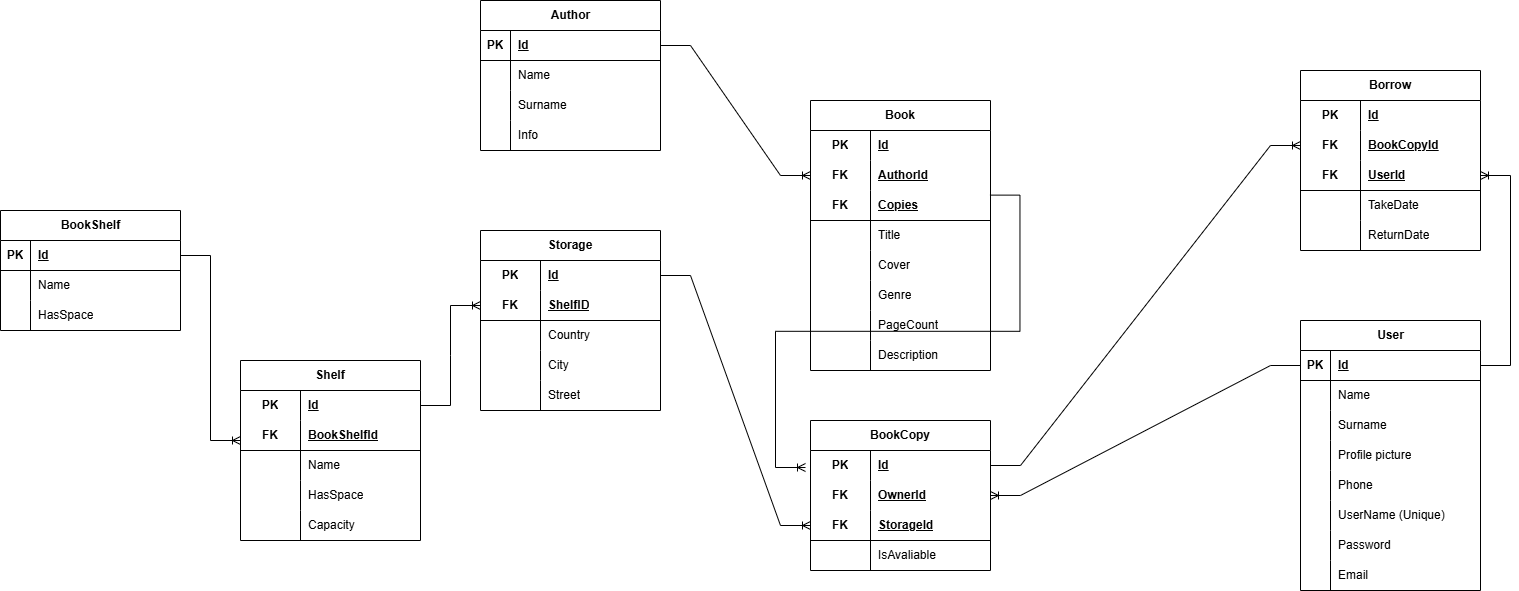 Author
PK Id
Name
Surname
Info
Book
PK Id
FK AuthorId
FK Copies
Title
Cover
Genre
PageCount
Description
Borrow
PK Id
FK BookCopyId
FK UserId
TakeDate
ReturnDate
BookShelf
PK Id
Name
HasSpace
Storage
PK Id
FK ShelfID
Country
City
Street
Shelf
PK Id
FK BookShelfId
Name
HasSpace
Capacity
BookCopy
PK Id
FK OwnerId
FK StorageId
IsAvaliable
User
PK Id
Name
Surname
Profile picture
Phone
UserName (Unique)
Password
Email